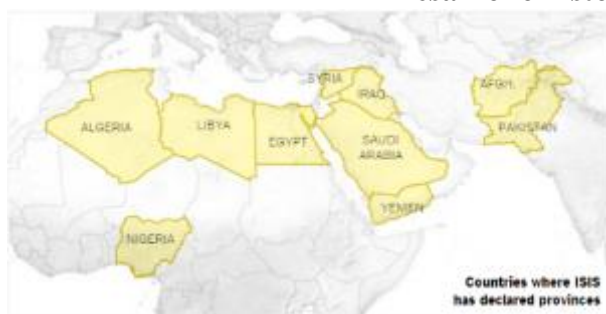 SYRIA
AFGH.
IRAQ
ALGERIA
LIBYA
EGYPT
SAUDI
ARABIA
PAKISTAN
YEMEN
NIGERIA
Countries where ISIS
has declared provinces